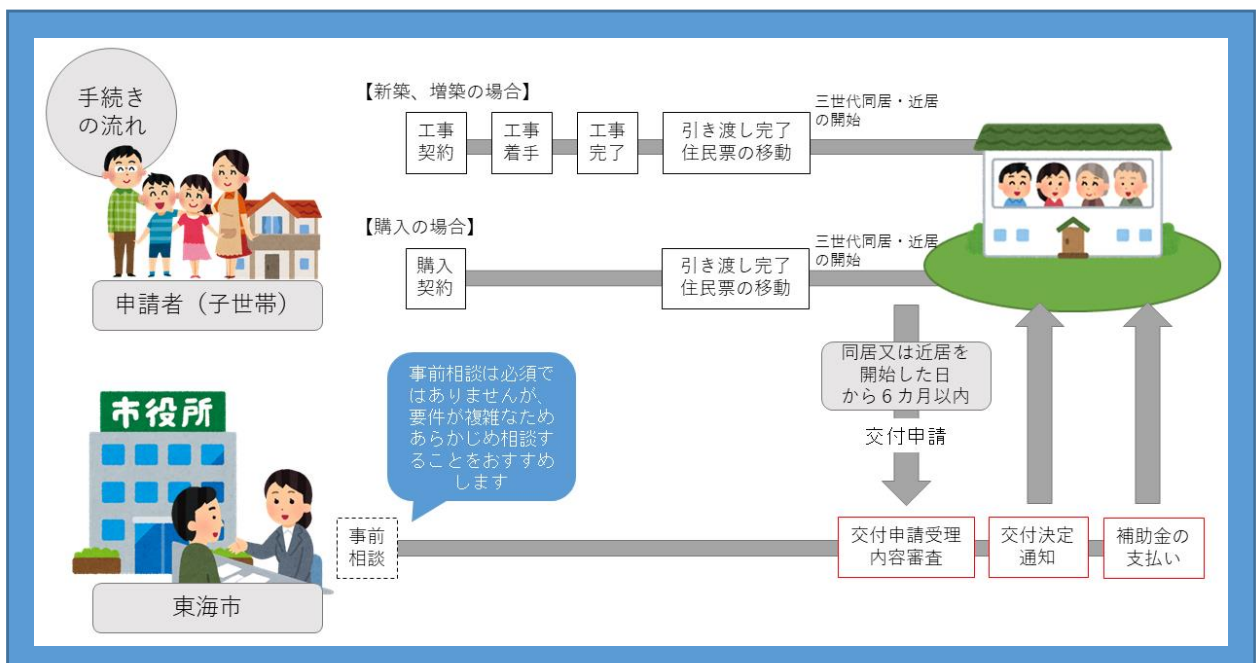 手続き
の流れ
【新築、増築の場合】
工事
契約
工事
着手
工事
完了
引き渡し完了
住民票の移動
三世代同居・近居
の開始
【購入の場合】
購入
契約
引き渡し完了
住民票の移動
三世代同居・近居
の開始
申請者（子世帯）
同居又は近居を
開始した日
から６カ月以内
交付申請
事前相談は必須で
はありませんが、
要件が複雑なため
あらかじめ相談す
ることをおすすめ
します
市役所
事前
相談
交付申請受理
内容審査
交付決定
通知
補助金の
支払い
東海市